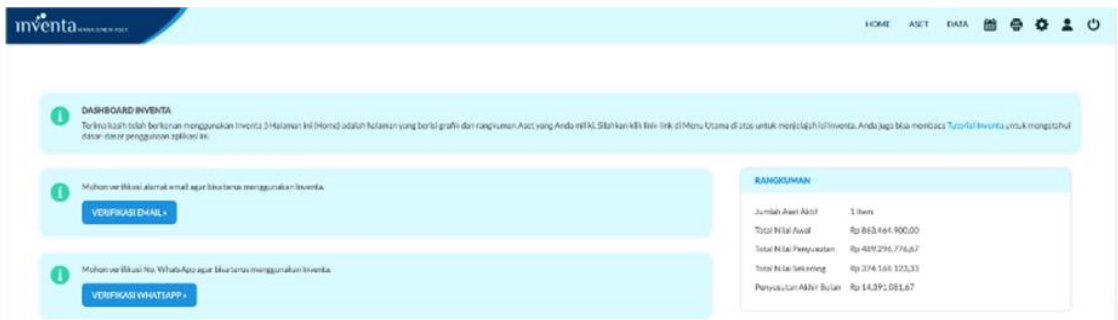 inventa MANAJEMEN ASET
HOME ASET DATA
DASHBOARD INVENTA
Terima kasih telah berkenan menggunakan Inventa :) Halaman ini (Home) adalah halaman yang berisi grafik dan rangkuman Aset yang Anda miliki. Silahkan klik link-link di Menu Utama di atas untuk menjelajah isi Inventa. Anda juga bisa membaca Tutorial Inventa untuk mengetahui
dasar-dasar penggunaan aplikasi ini.
Mohon verifikasi alamat email agar bisa terus menggunakan Inventa.
VERIFIKASI EMAIL »
Mohon verifikasi No. WhatsApp agar bisa terus menggunakan Inventa.
VERIFIKASI WHATSAPP »
RANGKUMAN
Jumlah Aset Aktif 1 Item
Total Nilai Awal Rp 863.464.900,00
Total Nilai Penyusutan Rp 489.296.776,67
Total Nilai Sekarang Rp 374.168.123,33
Penyusutan Akhir Bulan Rp 14.391.081,67